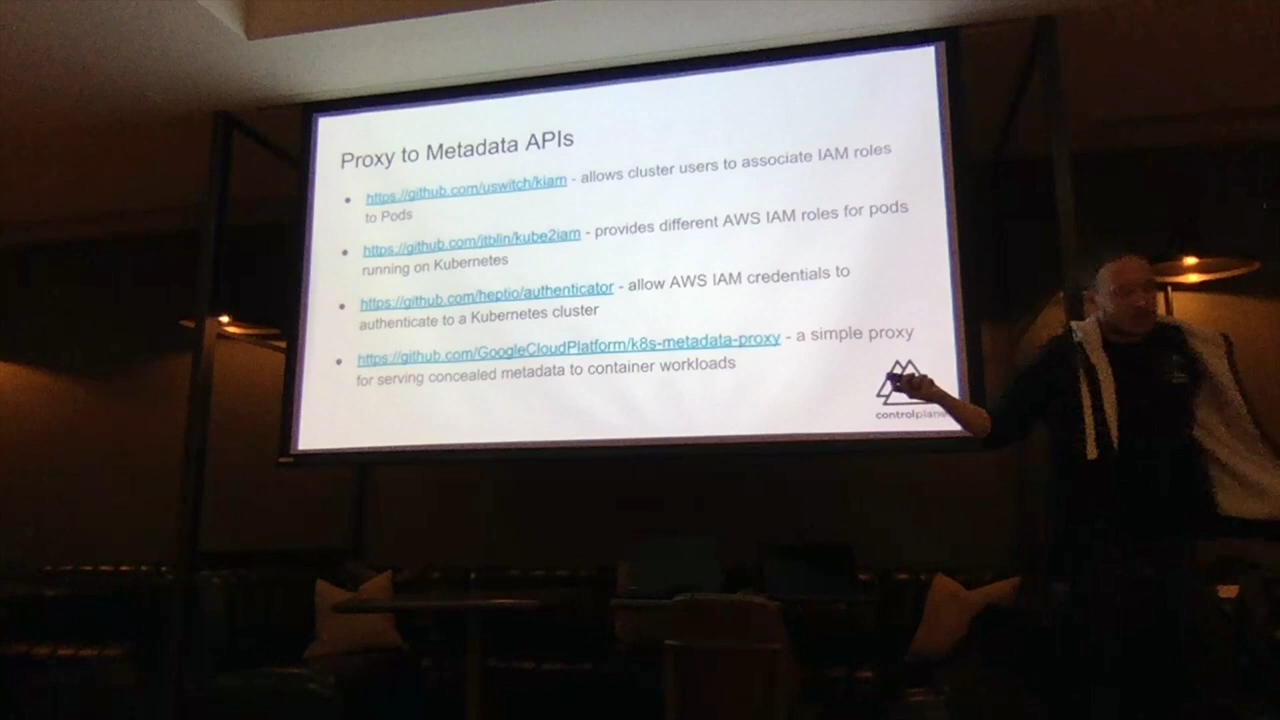 Proxy to Metadata APIs
• https://github.com/uswitch/kiam - allows cluster users to associate IAM roles
to Pods
• https://github.com/jtblin/kube2iam - provides different AWS IAM roles for pods
running on Kubernetes
• https://github.com/heptio/authenticator - allow AWS IAM credentials to
authenticate to a Kubernetes cluster
• https://github.com/GoogleCloudPlatform/k8s-metadata-proxy - a simple proxy
for serving concealed metadata to container workloads
controlplane